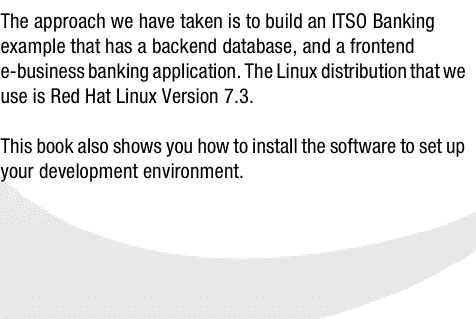 The approach we have taken is to build an ITSO Banking
example that has a backend database, and a frontend
e-business banking application. The Linux distribution that we
use is Red Hat Linux Version 7.3.
This book also shows you how to install the software to set up
your development environment.